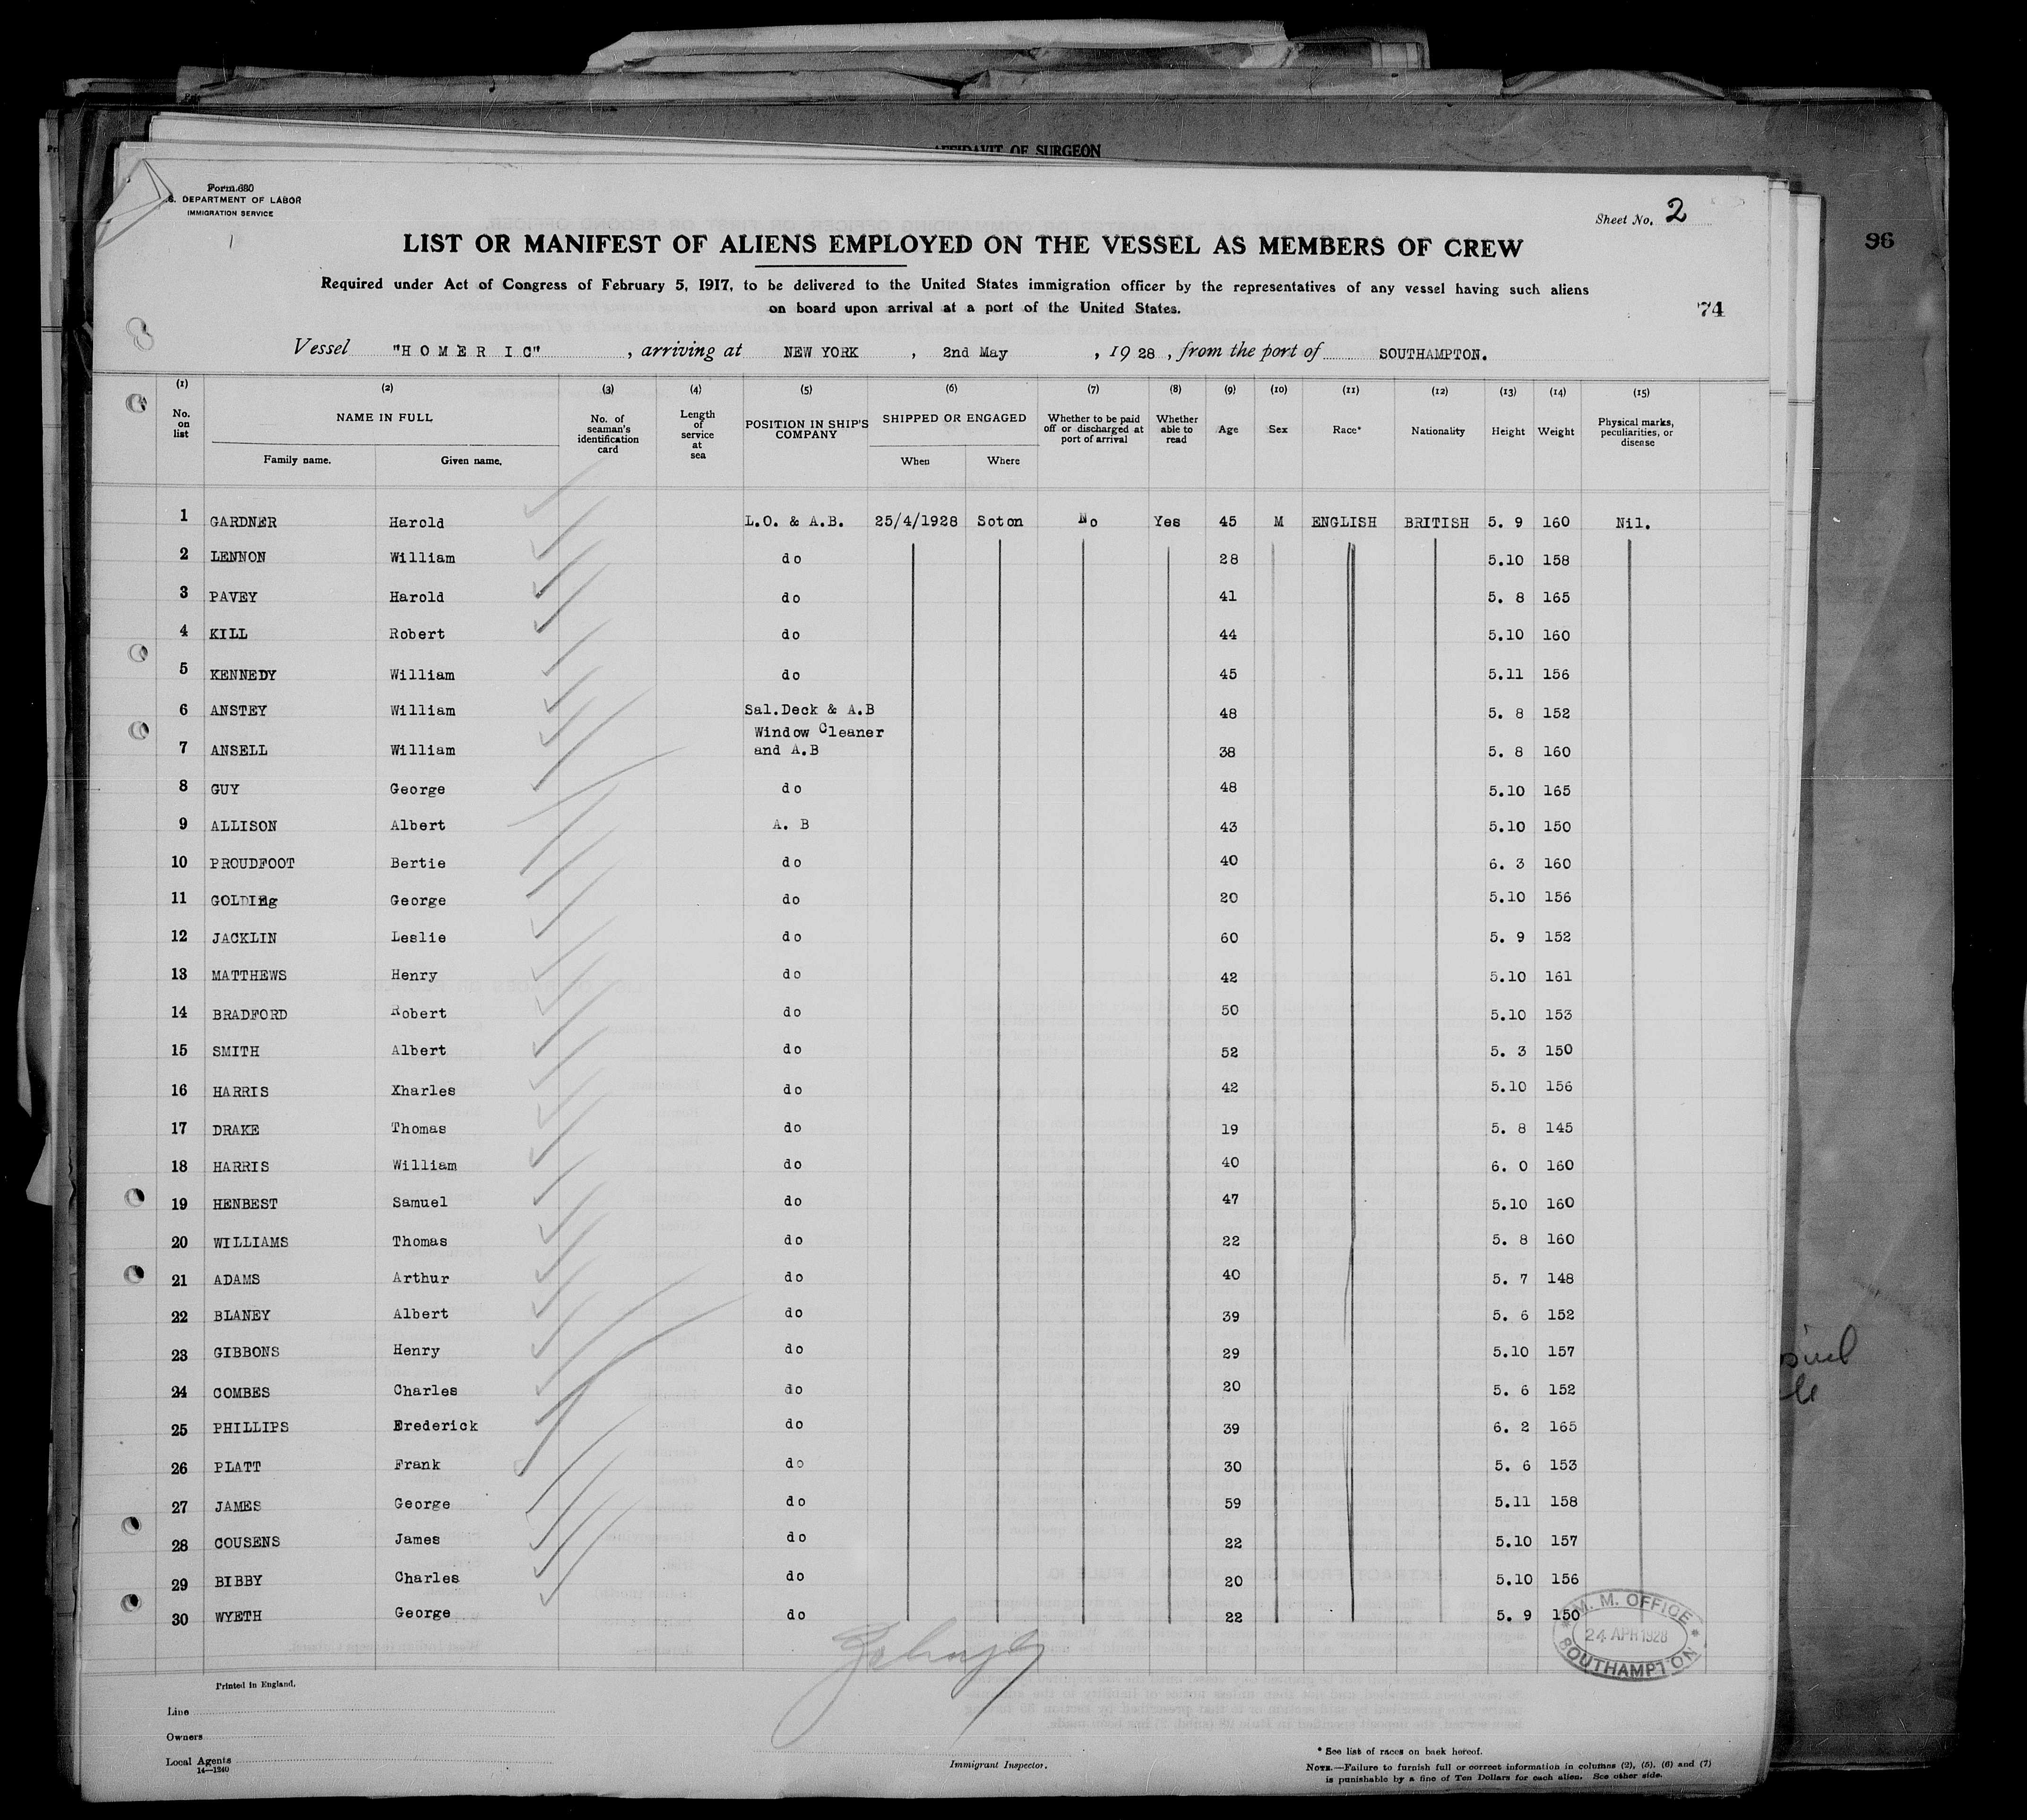 AFFIDAVIT OF SURGEON
96
Form 680
U.S. DEPARTMENT OF LABOR
IMMIGRATION SERVICE
Sheet No. 2
LIST OR MANIFEST OF ALIENS EMPLOYED ON THE VESSEL AS MEMBERS OF CREW
Required under Act of Congress of February 5, 1917, to be delivered to the United States immigration officer by the representatives of any vessel having such aliens
on board upon arrival at a port of the United States.
74
Vessel "HOMERIC", arriving at NEW YORK, 2nd May, 1928, from the port of SOUTHAMPTON.
(1) (2) (3) (4) (5) (6) (7) (8) (9) (10) (11) (12) (13) (14) (15)
No. on list NAME IN FULL Family name. Given name. No. of seaman's identification card Length of service at sea POSITION IN SHIP'S COMPANY SHIPPED OR ENGAGED When Where Whether to be paid off or discharged at port of arrival Whether able to read Age Sex Race* Nationality Height Weight Physical marks, peculiarities, or disease
1 GARDNER Harold L.O. & A.B. 25/4/1928 Soton No Yes 45 M ENGLISH BRITISH 5. 9 160 Nil.
2 LENNON William do 28 5.10 158
3 PAVEY Harold do 41 5. 8 165
4 KILL Robert do 44 5.10 160
5 KENNEDY William do 45 5.11 156
6 ANSTEY William Sal.Deck & A.B 48 5. 8 152
7 ANSELL William Window Cleaner and A.B 38 5. 8 160
8 GUY George do 48 5.10 165
9 ALLISON Albert A. B 43 5.10 150
10 PROUDFOOT Bertie do 40 6. 3 160
11 GOLDINg George do 20 5.10 156
12 JACKLIN Leslie do 60 5. 9 152
13 MATTHEWS Henry do 42 5.10 161
14 BRADFORD Robert do 50 5.10 153
15 SMITH Albert do 52 5. 3 150
16 HARRIS Xharles do 42 5.10 156
17 DRAKE Thomas do 19 5. 8 145
18 HARRIS William do 40 6. 0 160
19 HENBEST Samuel do 47 5.10 160
20 WILLIAMS Thomas do 22 5. 8 160
21 ADAMS Arthur do 40 5. 7 148
22 BLANEY Albert do 39 5. 6 152
23 GIBBONS Henry do 29 5.10 157
24 COMBES Charles do 20 5. 6 152
25 PHILLIPS Frederick do 39 6. 2 165
26 PLATT Frank do 30 5. 6 153
27 JAMES George do 59 5.11 158
28 COUSENS James do 22 5.10 157
29 BIBBY Charles do 20 5.10 156
30 WYETH George do 22 5. 9 150
M. M. OFFICE
24 APR 1928
SOUTHAMPTON
Printed in England.
Line
Owners
Local Agents
14—1240
Immigrant Inspector.
* See list of races on back hereof.
NOTE.—Failure to furnish full or correct information in columns (2), (5), (6) and (7)
is punishable by a fine of Ten Dollars for each alien. See other side.